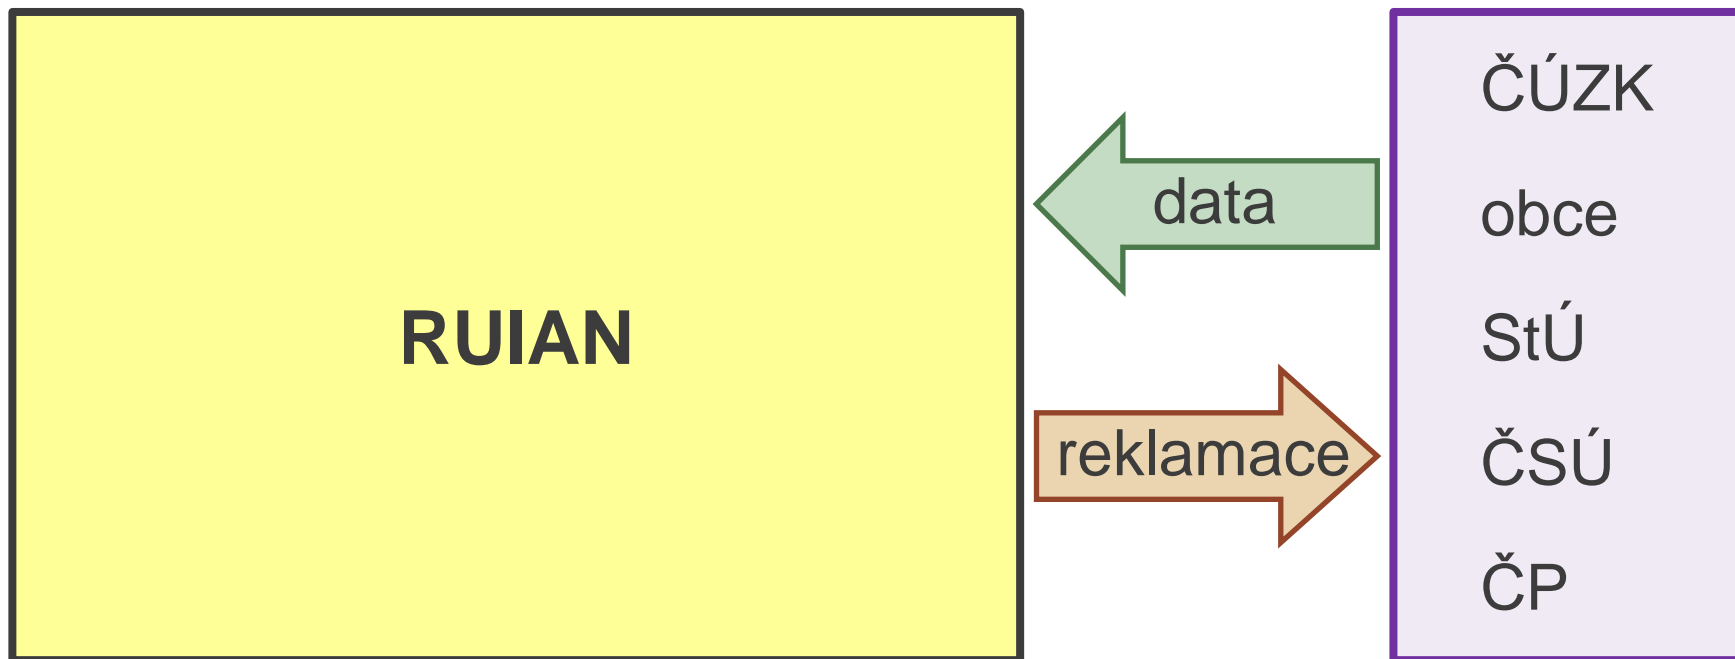 RUIAN
data
reklamace
ČÚZK
obce
StÚ
ČSÚ
ČP